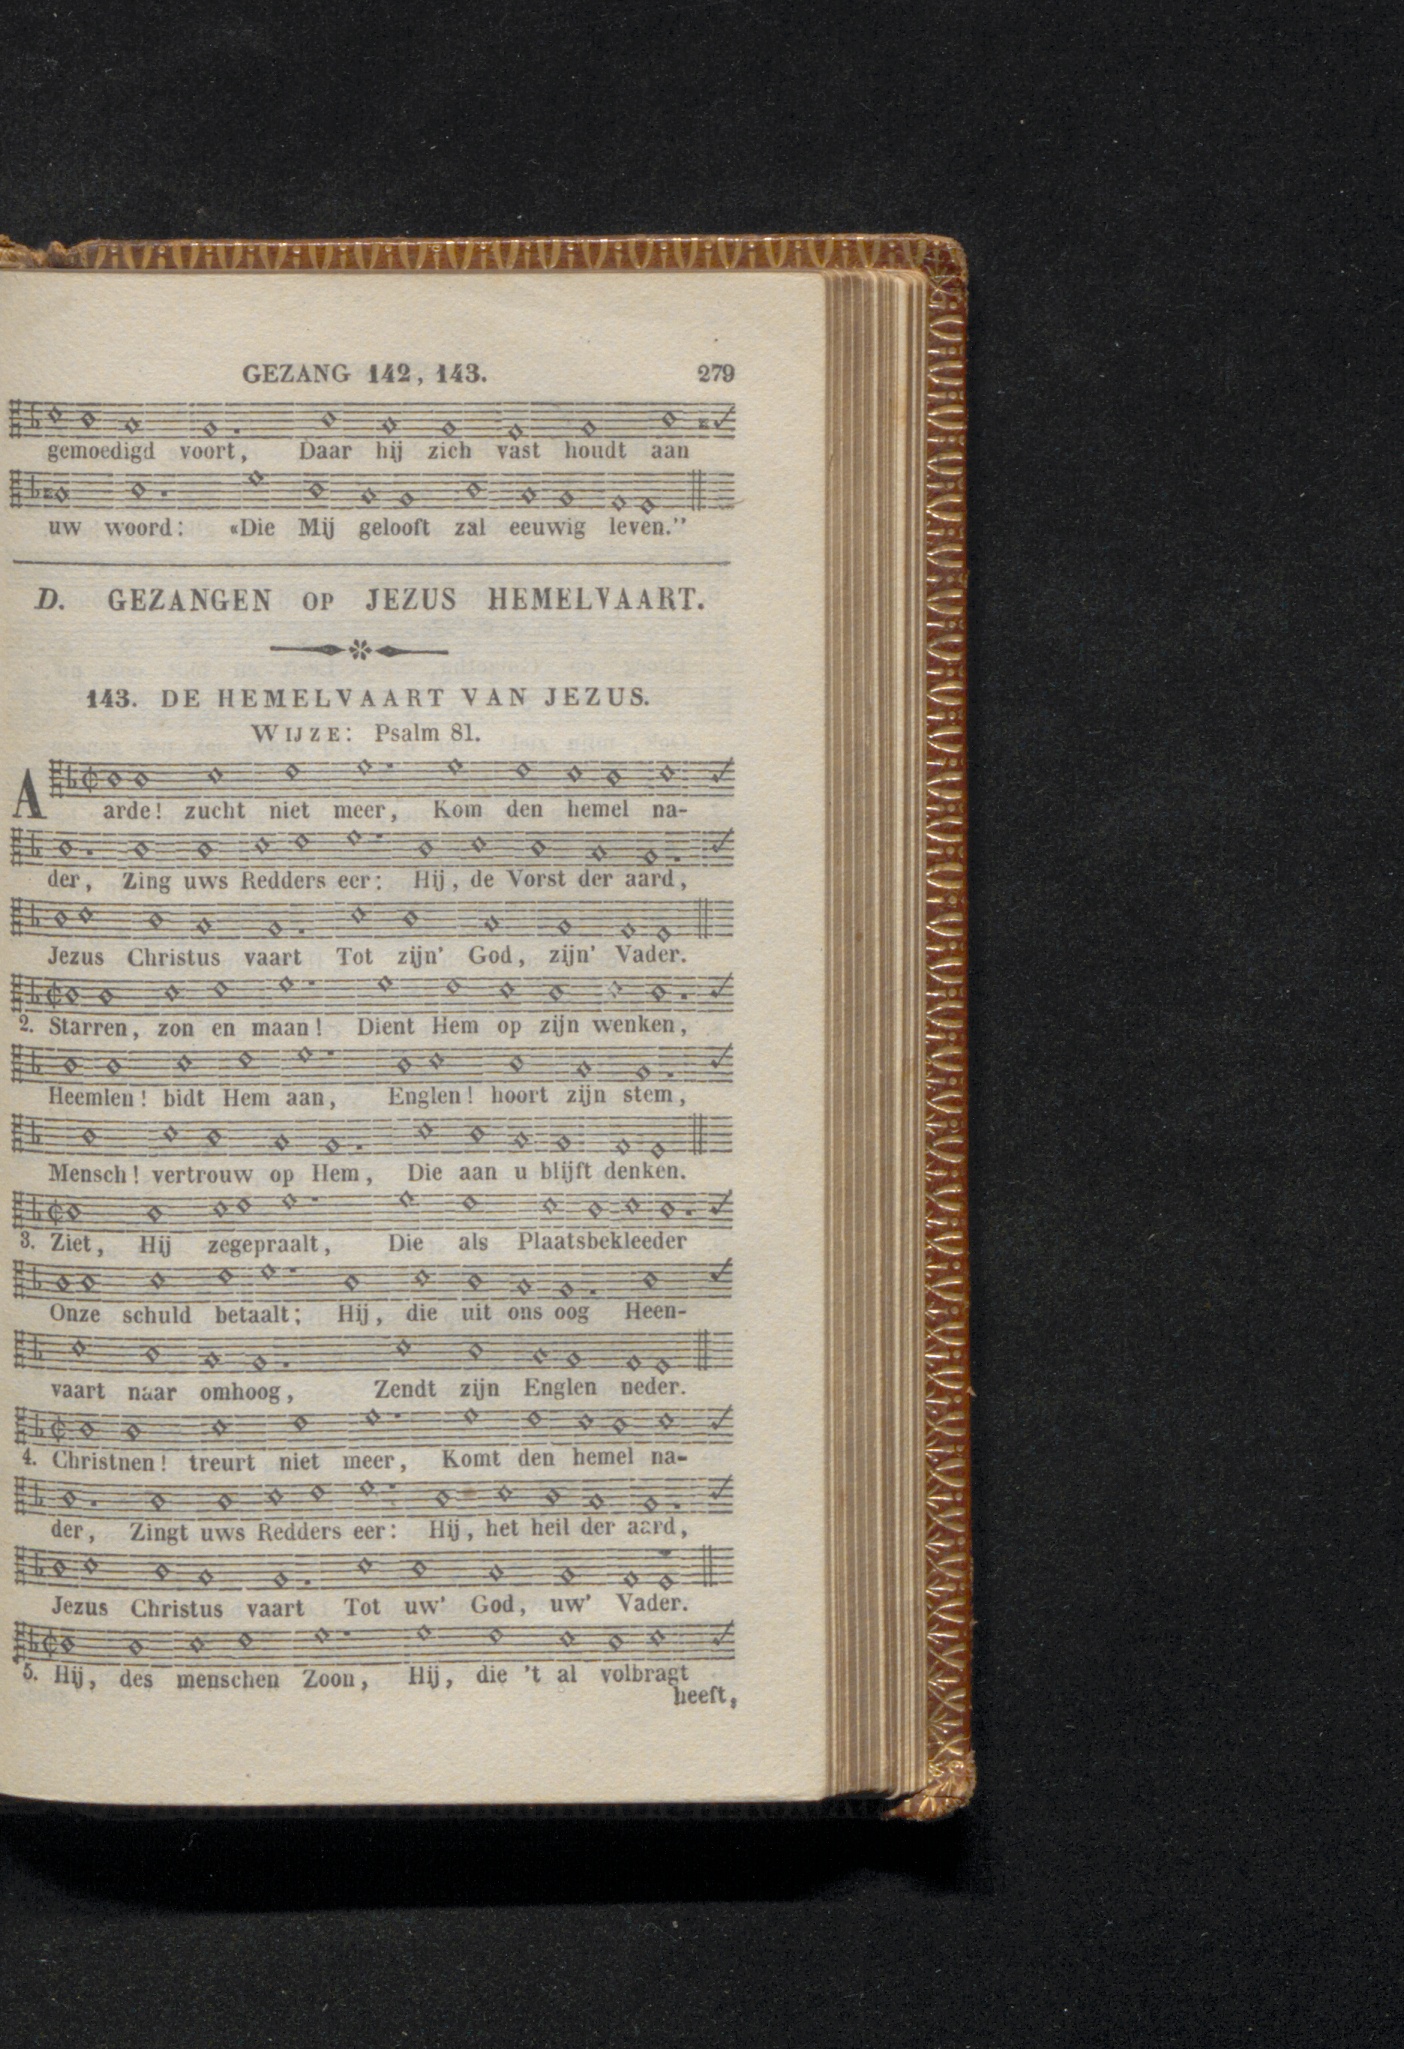 GEZANG 142, 143. 279
gemoedigd voort, Daar hij zich vast houdt aan
uw woord: «Die Mij gelooft zal eeuwig leven.”
D. GEZANGEN OP JEZUS HEMELVAART.
143. DE HEMELVAART VAN JEZUS.
WIJZE: Psalm 81.
Aarde! zucht niet meer, Kom den hemel na-
der, Zing uws Redders eer: Hij, de Vorst der aard,
Jezus Christus vaart Tot zijn’ God, zijn’ Vader.
2. Starren, zon en maan! Dient Hem op zijn wenken,
Heemlen! bidt Hem aan, Englen! hoort zijn stem,
Mensch! vertrouw op Hem, Die aan u blijft denken.
3. Ziet, Hij zegepraalt, Die als Plaatsbekleeder
Onze schuld betaalt; Hij, die uit ons oog Heen-
vaart naar omhoog, Zendt zijn Englen neder.
4. Christnen! treurt niet meer, Komt den hemel na-
der, Zingt uws Redders eer: Hij, het heil der aard,
Jezus Christus vaart Tot uw’ God, uw’ Vader.
5. Hij, des menschen Zoon, Hij, die ’t al volbragt
heeft,